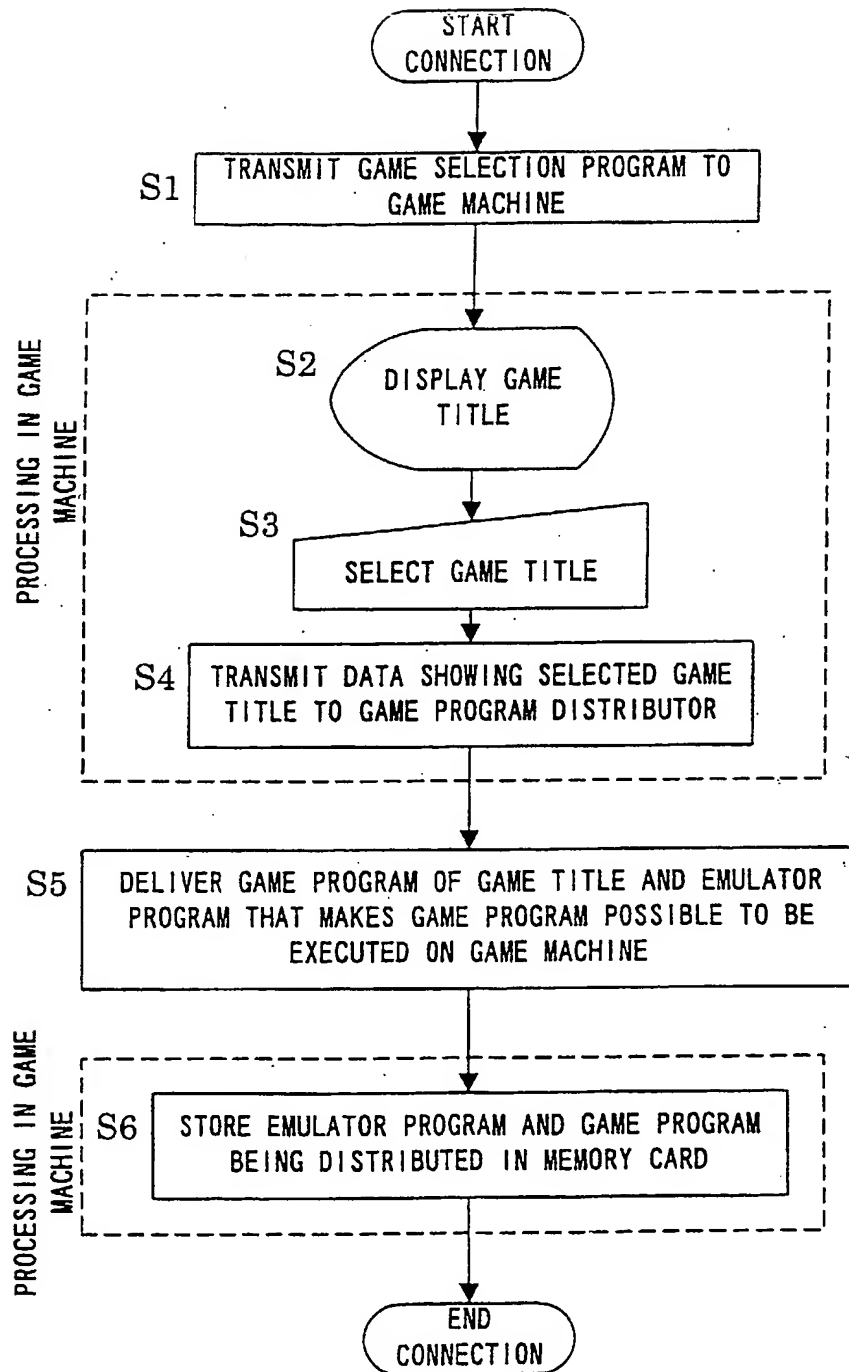 START
CONNECTION
S1
TRANSMIT GAME SELECTION PROGRAM TO
GAME MACHINE
PROCESSING IN GAME
MACHINE
S2
DISPLAY GAME
TITLE
S3
SELECT GAME TITLE
S4
TRANSMIT DATA SHOWING SELECTED GAME
TITLE TO GAME PROGRAM DISTRIBUTOR
S5
DELIVER GAME PROGRAM OF GAME TITLE AND EMULATOR
PROGRAM THAT MAKES GAME PROGRAM POSSIBLE TO BE
EXECUTED ON GAME MACHINE
PROCESSING IN GAME
MACHINE
S6
STORE EMULATOR PROGRAM AND GAME PROGRAM
BEING DISTRIBUTED IN MEMORY CARD
END
CONNECTION